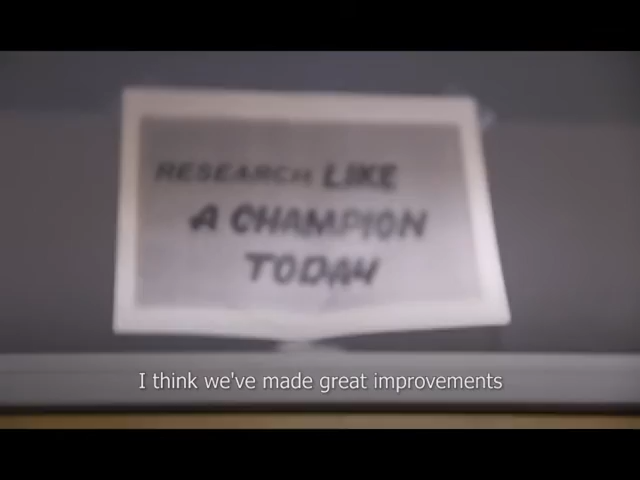 RESEARCH LIKE
A CHAMPION
TODAY
I think we've made great improvements